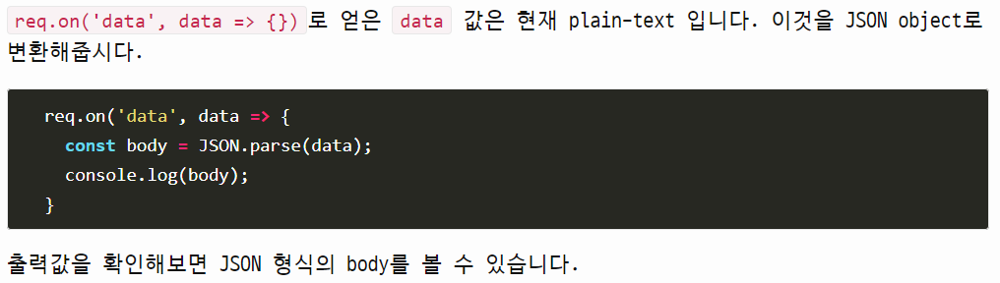 req.on('data', data => {})로 얻은 data 값은 현재 plain-text 입니다. 이것을 JSON object로
변환해줍시다.
req.on('data', data => {
  const body = JSON.parse(data);
  console.log(body);
}
출력값을 확인해보면 JSON 형식의 body를 볼 수 있습니다.